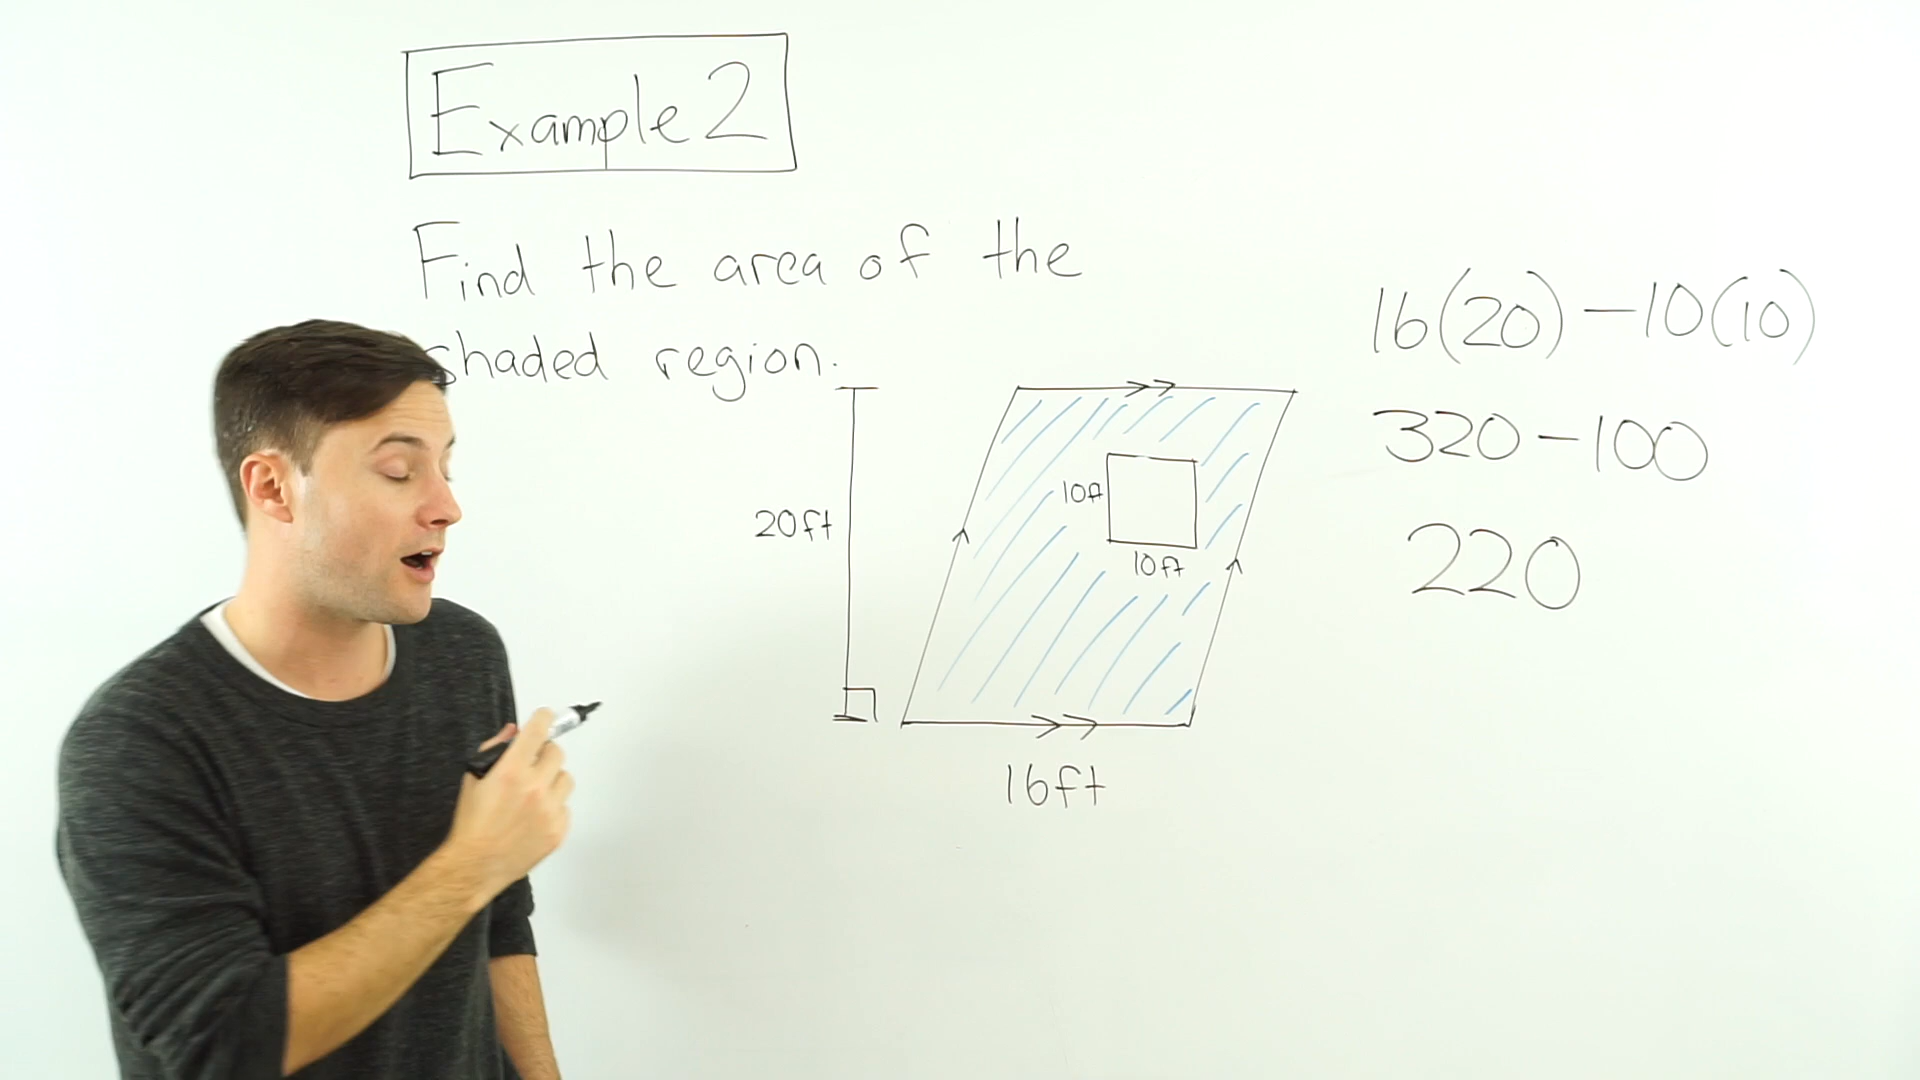 Example 2
Find the area of the
shaded region.
20ft
10ft
10ft
16ft
16(20)-10(10)
320-100
220